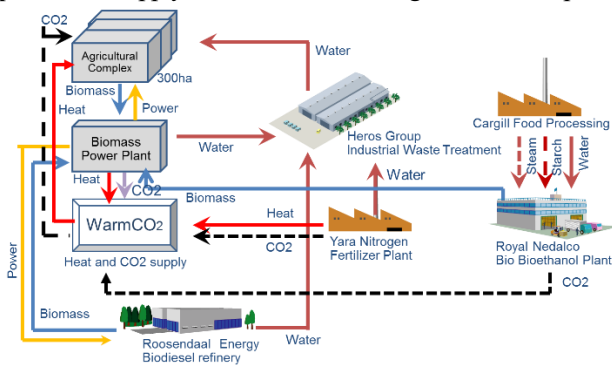 supply
CO2
Agricultural
Complex
300ha
Water
Biomass
Heat
Power
Biomass
Power Plant
Water
Heros Group
Industrial Waste Treatment
Cargill Food Processing
Steam
Starch
Water
Heat
CO2
Biomass
Water
WarmCO2
Heat and CO2 supply
Heat
CO2
Yara Nitrogen
Fertilizer Plant
Royal Nedalco
Bio Bioethanol Plant
CO2
Power
Biomass
Roosendaal Energy
Biodiesel refinery
Water